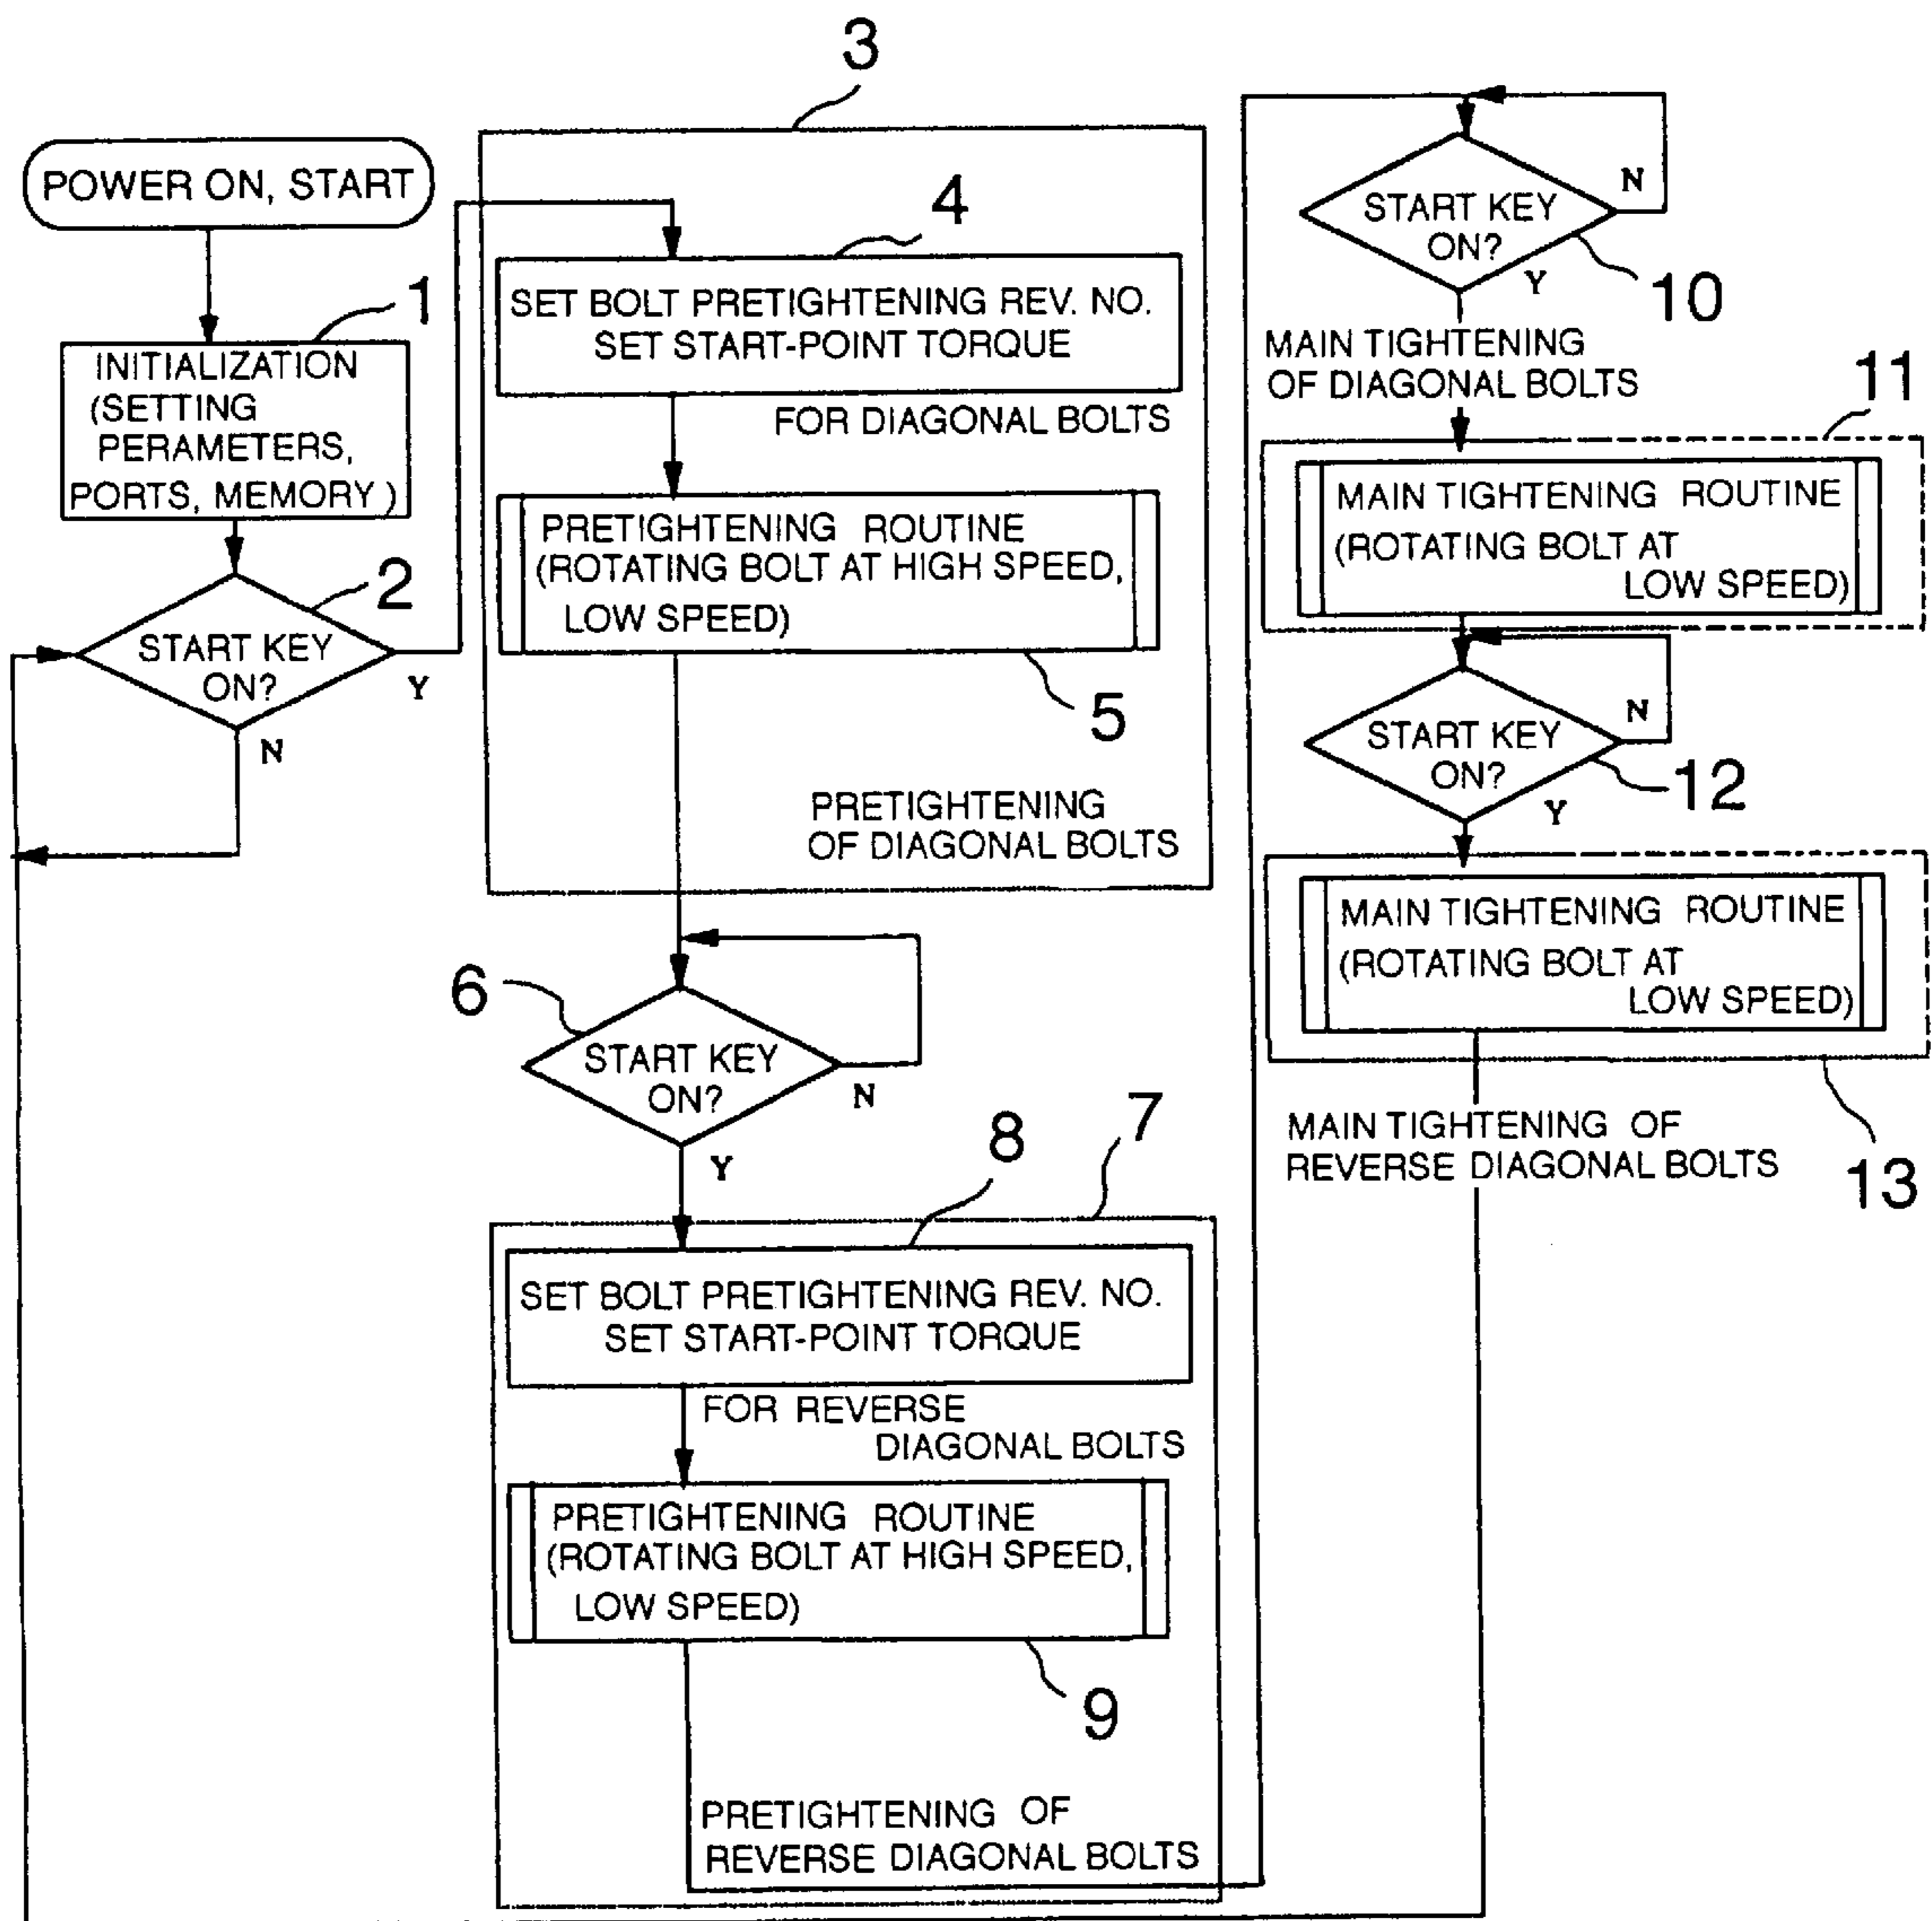 POWER ON, START
1
INITIALIZATION
(SETTING
PERAMETERS,
PORTS, MEMORY)
2
START KEY
ON?
Y
N
3
4
SET BOLT PRETIGHTENING REV. NO.
SET START-POINT TORQUE
FOR DIAGONAL BOLTS
PRETIGHTENING ROUTINE
(ROTATING BOLT AT HIGH SPEED,
LOW SPEED)
5
PRETIGHTENING
OF DIAGONAL BOLTS
6
START KEY
ON?
N
Y
7
8
SET BOLT PRETIGHTENING REV. NO.
SET START-POINT TORQUE
FOR REVERSE
DIAGONAL BOLTS
PRETIGHTENING ROUTINE
(ROTATING BOLT AT HIGH SPEED,
LOW SPEED)
9
PRETIGHTENING OF
REVERSE DIAGONAL BOLTS
START KEY
ON?
N
Y
10
MAIN TIGHTENING
OF DIAGONAL BOLTS
11
MAIN TIGHTENING ROUTINE
(ROTATING BOLT AT
LOW SPEED)
START KEY
ON?
N
Y
12
MAIN TIGHTENING ROUTINE
(ROTATING BOLT AT
LOW SPEED)
MAIN TIGHTENING OF
REVERSE DIAGONAL BOLTS
13